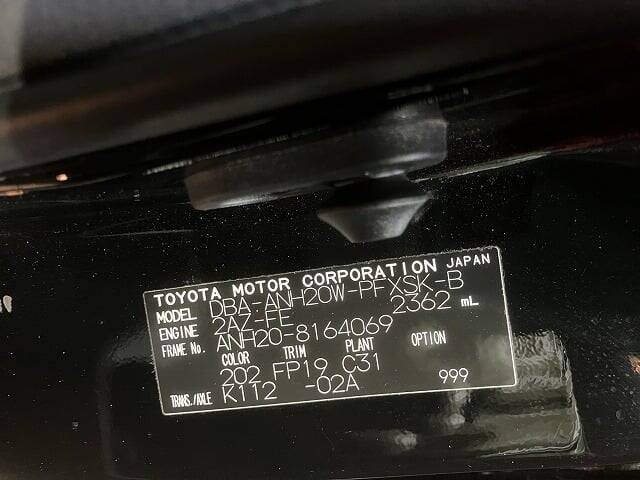 TOYOTA MOTOR CORPORATION JAPAN
MODEL DBA-ANH20W-PFXSK-B
ENGINE 2AZ-FE 2362 mL
FRAME No. ANH20-8164069
COLOR TRIM PLANT OPTION
202 FP19 C31
TRANS./AXLE K112 -02A 999